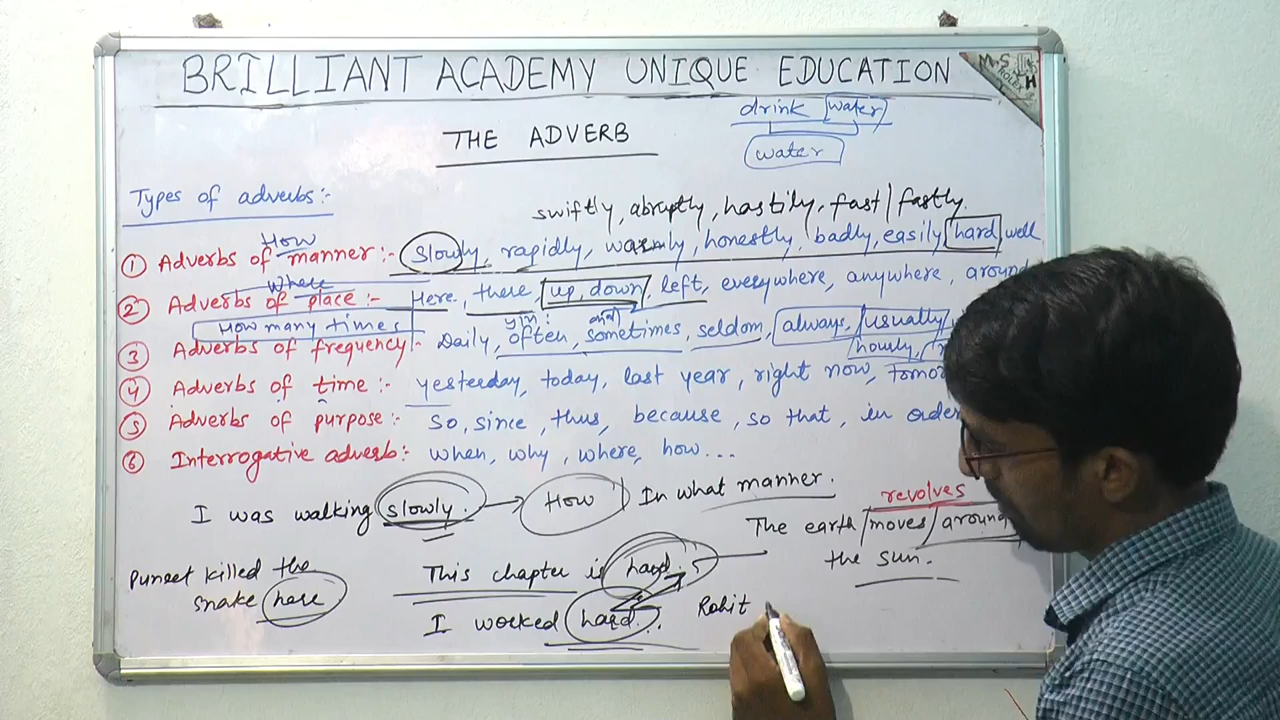 BRILLIANT ACADEMY UNIQUE EDUCATION
M.S
H
drink water
THE ADVERB
water
Types of adverbs:-
swiftly, abruptly, hastily, fast/fastly.
How
① Adverbs of manner:- slowly, rapidly, warmly, honestly, badly, easily hard well
Where
② Adverbs of place:- Here, there, up, down, left, everywhere, anywhere, around
How many times
③ Adverbs of frequency- Daily, often, sometimes, seldom, always, usually
hourly,
④ Adverbs of time:- yesterday, today, last year, right now,
⑤ Adverbs of purpose:- So, since, thus, because, so that, in order
⑥ Interrogative adverb:- when, why, where, how...
I was walking slowly. → How / In what manner.
revolves
The earth/moves/around
the sun.
Puneet killed the
snake here
This chapter is hard.
I worked hard.
Rohit